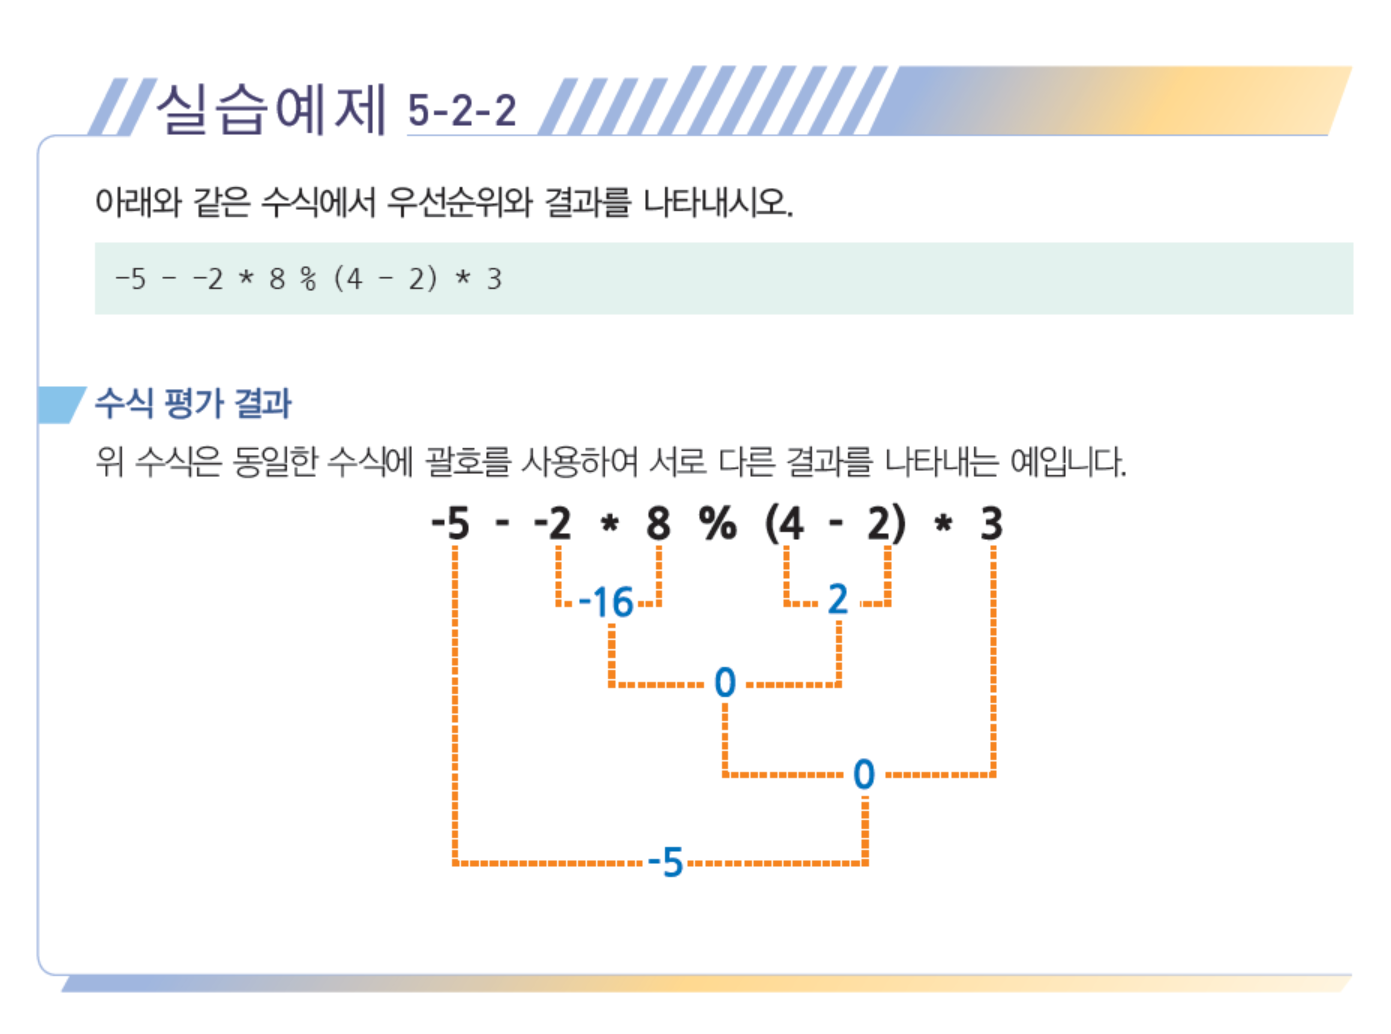 실습예제 5-2-2
아래와 같은 수식에서 우선순위와 결과를 나타내시오.
-5 - -2 * 8 % (4 - 2) * 3
수식 평가 결과
위 수식은 동일한 수식에 괄호를 사용하여 서로 다른 결과를 나타내는 예입니다.
-5 - -2 * 8 % (4 - 2) * 3
-16 2
0
0
-5